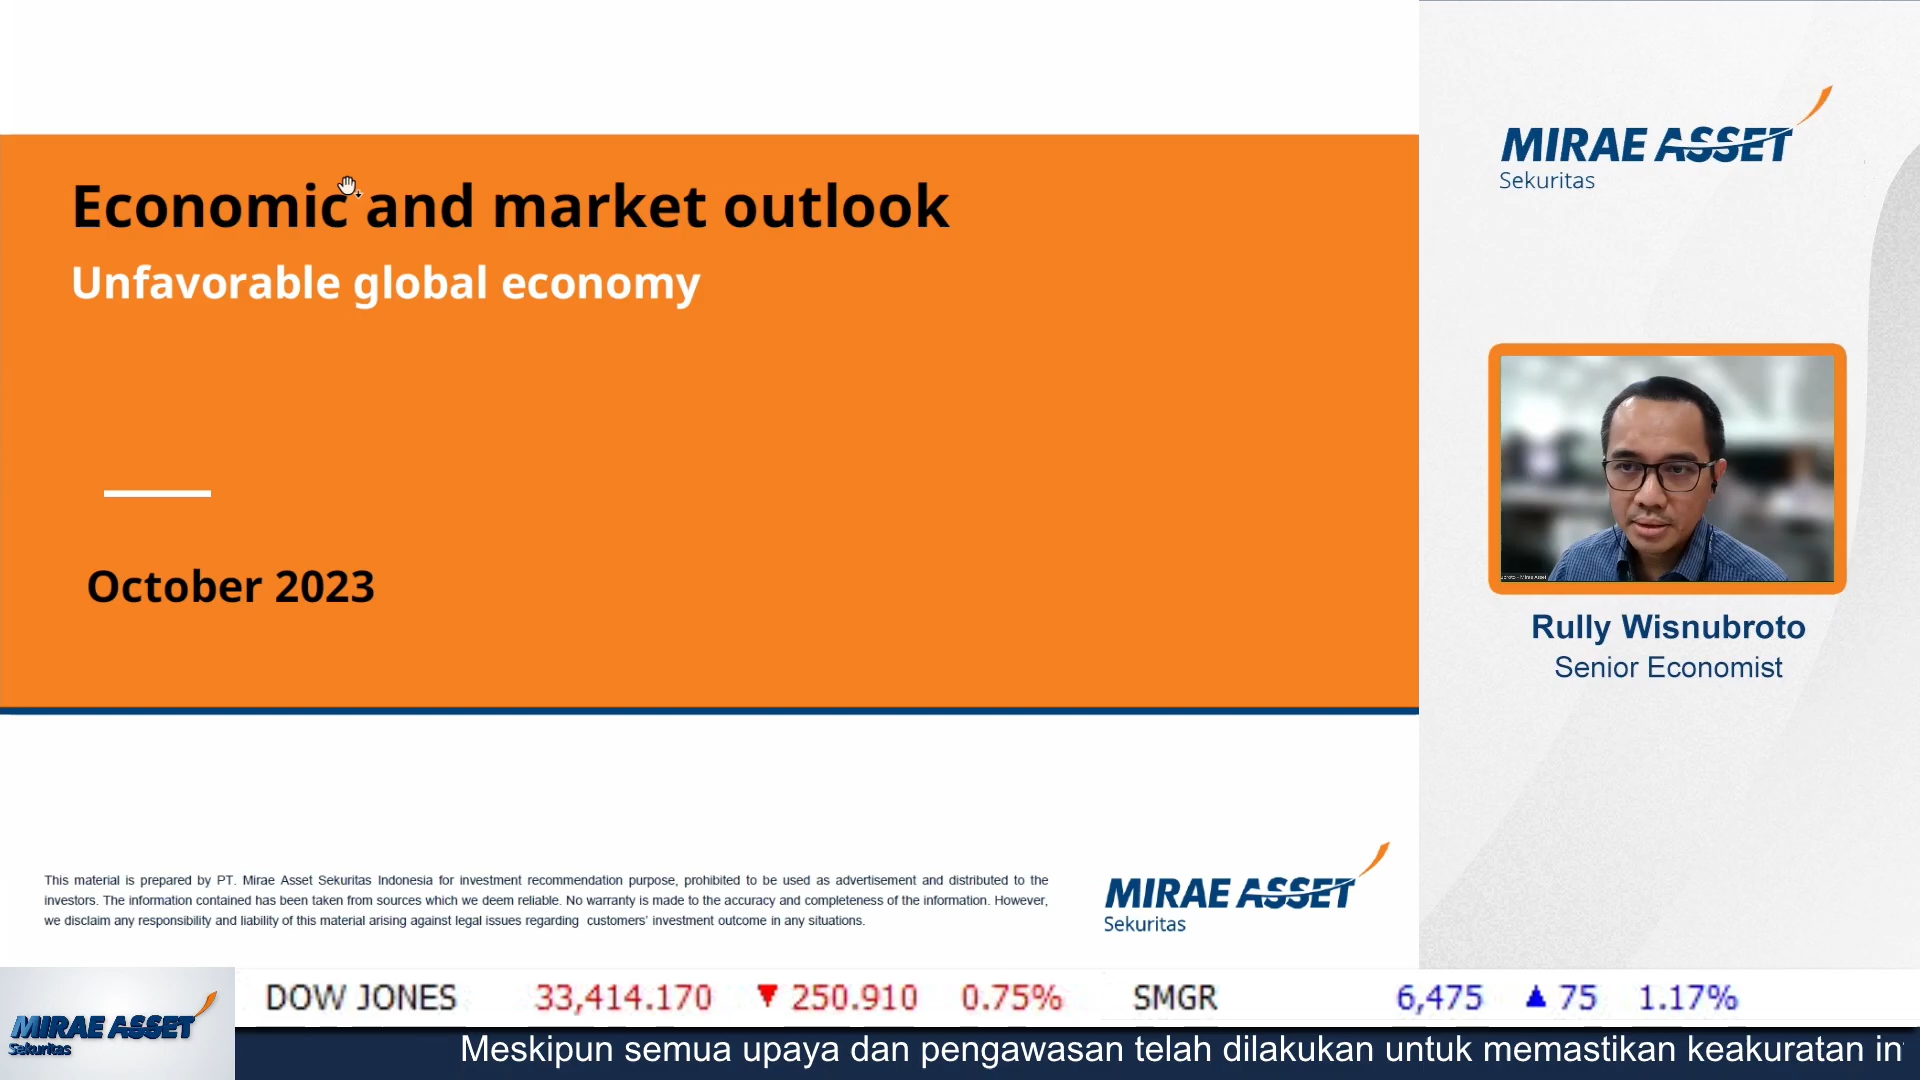 Economic and market outlook
Unfavorable global economy
October 2023
This material is prepared by PT. Mirae Asset Sekuritas Indonesia for investment recommendation purpose, prohibited to be used as advertisement and distributed to the
investors. The information contained has been taken from sources which we deem reliable. No warranty is made to the accuracy and completeness of the information. However,
we disclaim any responsibility and liability of this material arising against legal issues regarding customers' investment outcome in any situations.
MIRAE ASSET
Sekuritas
MIRAE ASSET
Sekuritas
Rully Wisnubroto
Senior Economist
MIRAE ASSET
Sekuritas
DOW JONES 33,414.170 ▼ 250.910 0.75% SMGR 6,475 ▲ 75 1.17%
Meskipun semua upaya dan pengawasan telah dilakukan untuk memastikan keakuratan in